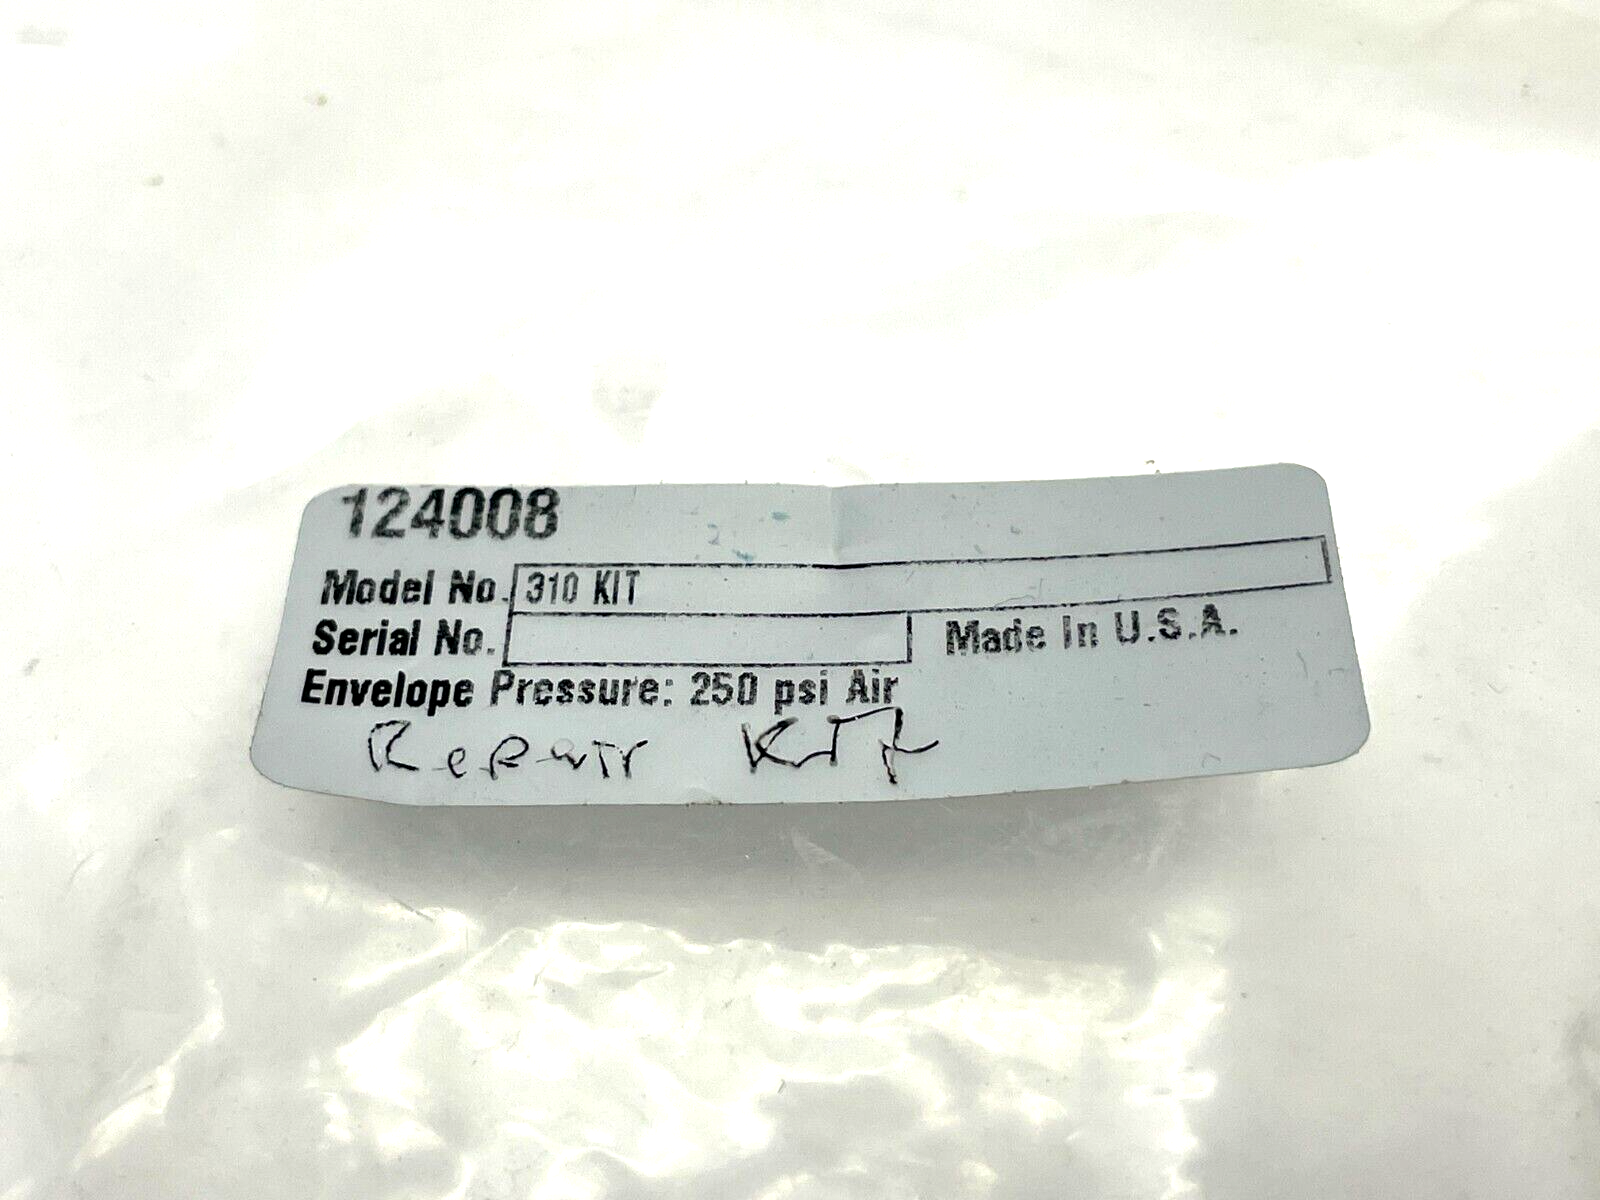 124008
Model No. 310 KIT
Serial No. Made In U.S.A.
Envelope Pressure: 250 psi Air
Repair KIT